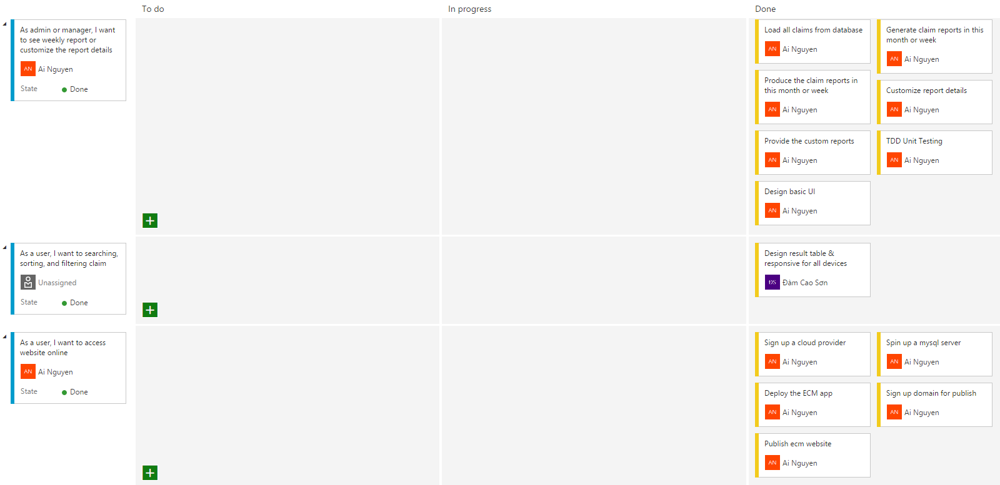 To do
In progress
Done
As admin or manager, I want
to see weekly report or
customize the report details
AN Ai Nguyen
State Done
Load all claims from database
AN Ai Nguyen
Generate claim reports in this
month or week
AN Ai Nguyen
Produce the claim reports in
this month or week
AN Ai Nguyen
Customize report details
AN Ai Nguyen
Provide the custom reports
AN Ai Nguyen
TDD Unit Testing
AN Ai Nguyen
Design basic UI
AN Ai Nguyen
As a user, I want to searching,
sorting, and filtering claim
Unassigned
State Done
Design result table &
responsive for all devices
ĐS Đàm Cao Sơn
As a user, I want to access
website online
AN Ai Nguyen
State Done
Sign up a cloud provider
AN Ai Nguyen
Spin up a mysql server
AN Ai Nguyen
Deploy the ECM app
AN Ai Nguyen
Sign up domain for publish
AN Ai Nguyen
Publish ecm website
AN Ai Nguyen